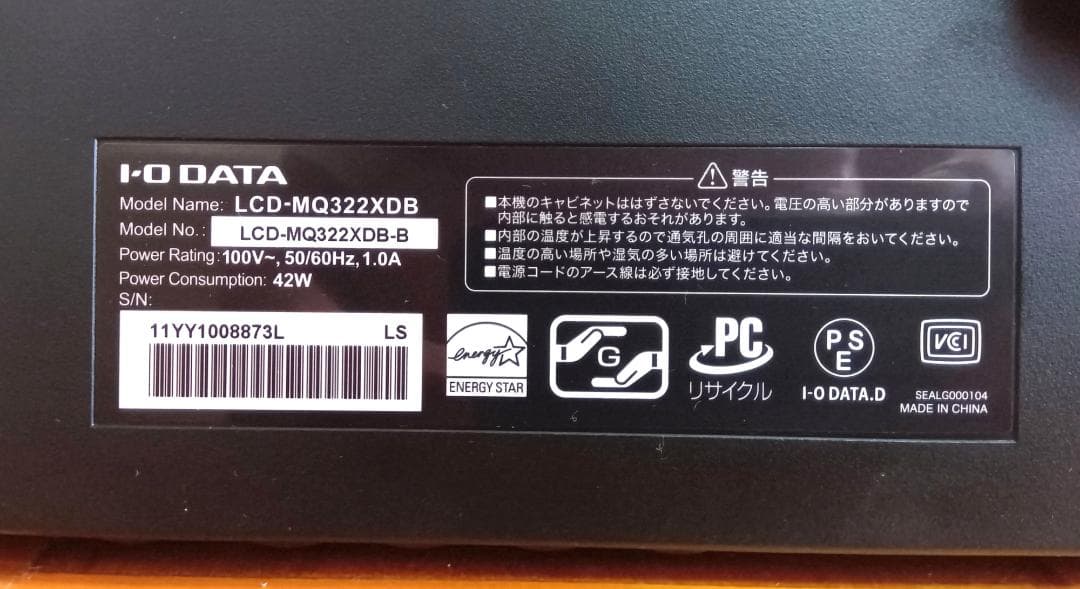 I-O DATA
Model Name: LCD-MQ322XDB
Model No.: LCD-MQ322XDB-B
Power Rating: 100V~, 50/60Hz, 1.0A
Power Consumption: 42W
S/N:
11YY1008873L LS
⚠警告
■本機のキャビネットははずさないでください。電圧の高い部分がありますので
内部に触ると感電するおそれがあります。
■内部の温度が上昇するので通気孔の周囲に適当な間隔をおいてください。
■温度の高い場所や湿気の多い場所は避けてください。
■電源コードのアース線は必ず接地してください。
energy
ENERGY STAR
G
PC
リサイクル
P S
E
I-O DATA.D
VCI
SEALG000104
MADE IN CHINA